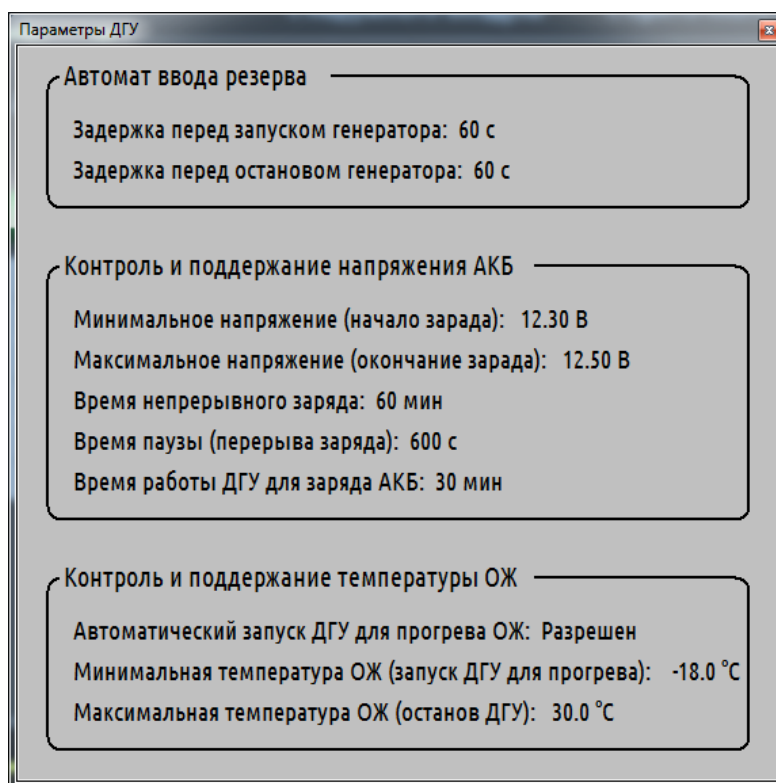 Параметры ДГУ
Автомат ввода резерва
Задержка перед запуском генератора: 60 с
Задержка перед остановом генератора: 60 с
Контроль и поддержание напряжения АКБ
Минимальное напряжение (начало зарада): 12.30 В
Максимальное напряжение (окончание зарада): 12.50 В
Время непрерывного заряда: 60 мин
Время паузы (перерыва заряда): 600 с
Время работы ДГУ для заряда АКБ: 30 мин
Контроль и поддержание температуры ОЖ
Автоматический запуск ДГУ для прогрева ОЖ: Разрешен
Минимальная температура ОЖ (запуск ДГУ для прогрева): -18.0 °С
Максимальная температура ОЖ (останов ДГУ): 30.0 °С